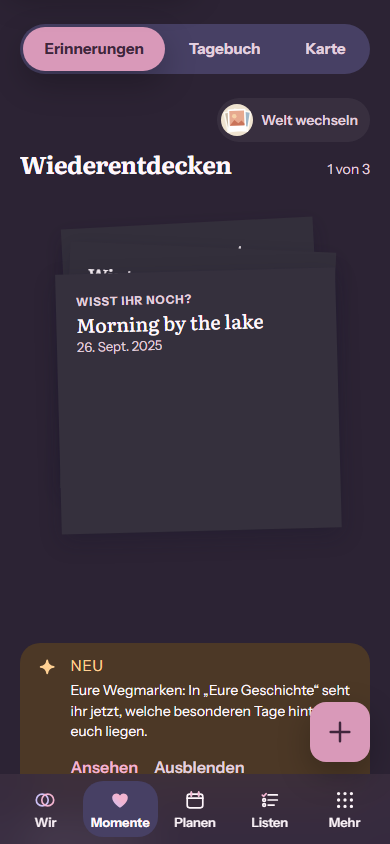 Erinnerungen Tagebuch Karte
Welt wechseln
Wiederentdecken 1 von 3
WISST IHR NOCH?
Morning by the lake
26. Sept. 2025
NEU
Eure Wegmarken: In „Eure Geschichte“ seht
ihr jetzt, welche besonderen Tage
euch liegen.
Ansehen Ausblenden
Wir Momente Planen Listen Mehr